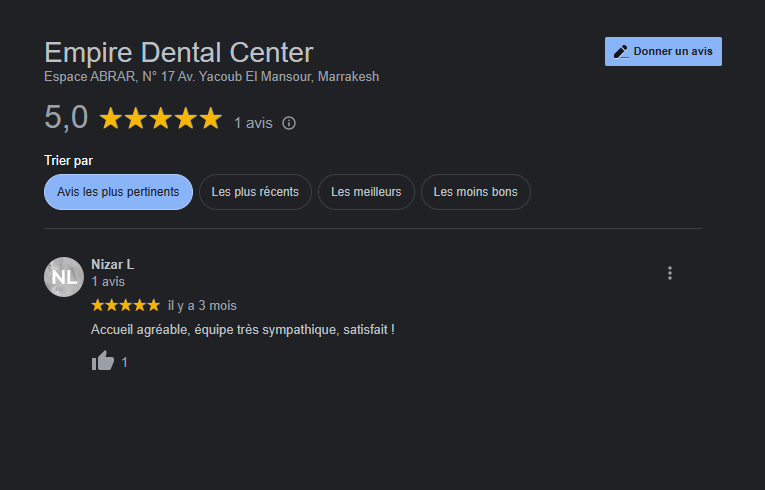 Empire Dental Center
Donner un avis
Espace ABRAR, N° 17 Av. Yacoub El Mansour, Marrakesh
5,0 1 avis
Trier par
Avis les plus pertinents Les plus récents Les meilleurs Les moins bons
NL
Nizar L
1 avis
il y a 3 mois
Accueil agréable, équipe très sympathique, satisfait !
1